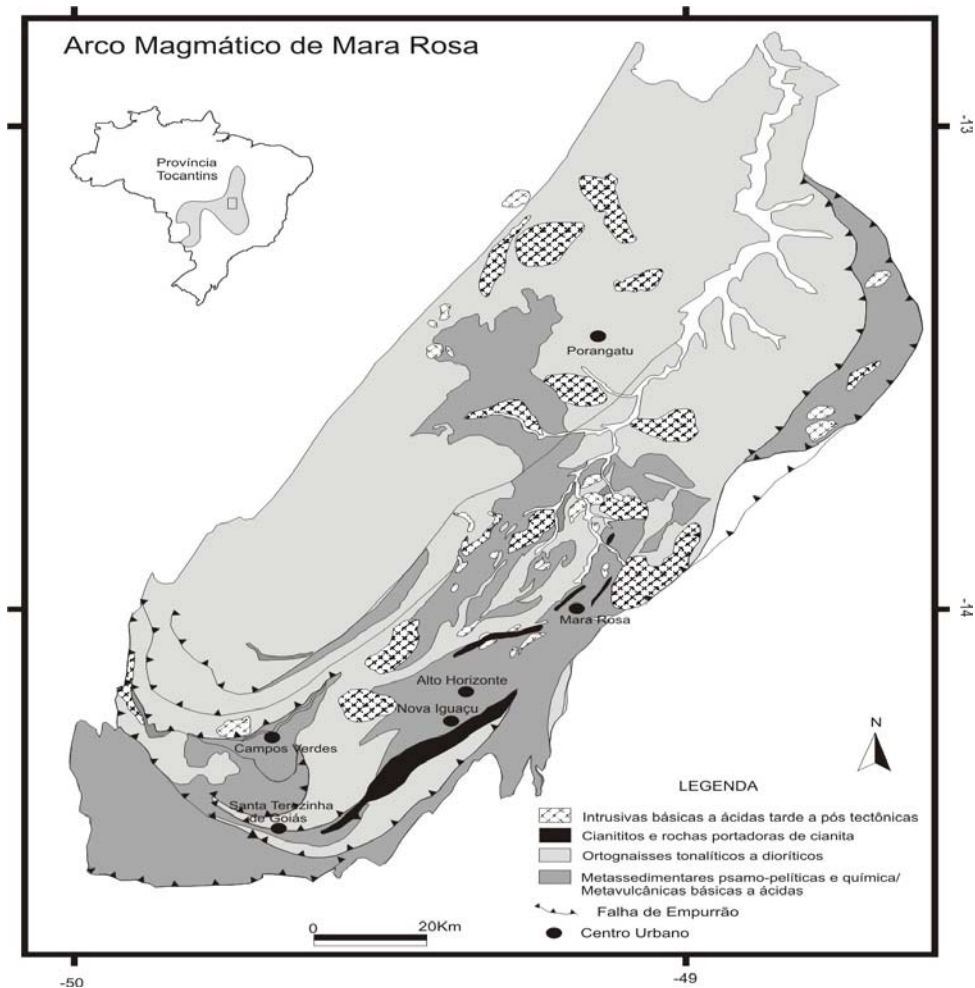 Arco Magmático de Mara Rosa
Província
Tocantins
-13
Porangatu
-14
Mara Rosa
Alto Horizonte
Nova Iguaçu
Campos Verdes
Santa Terezinha
de Goiás
N
LEGENDA
Intrusivas básicas a ácidas tarde a pós tectônicas
Cianititos e rochas portadoras de cianita
Ortognaisses tonalíticos a dioríticos
Metassedimentares psamo-pelíticas e química/
Metavulcânicas básicas a ácidas
Falha de Empurrão
Centro Urbano
0 20Km
-50 -49